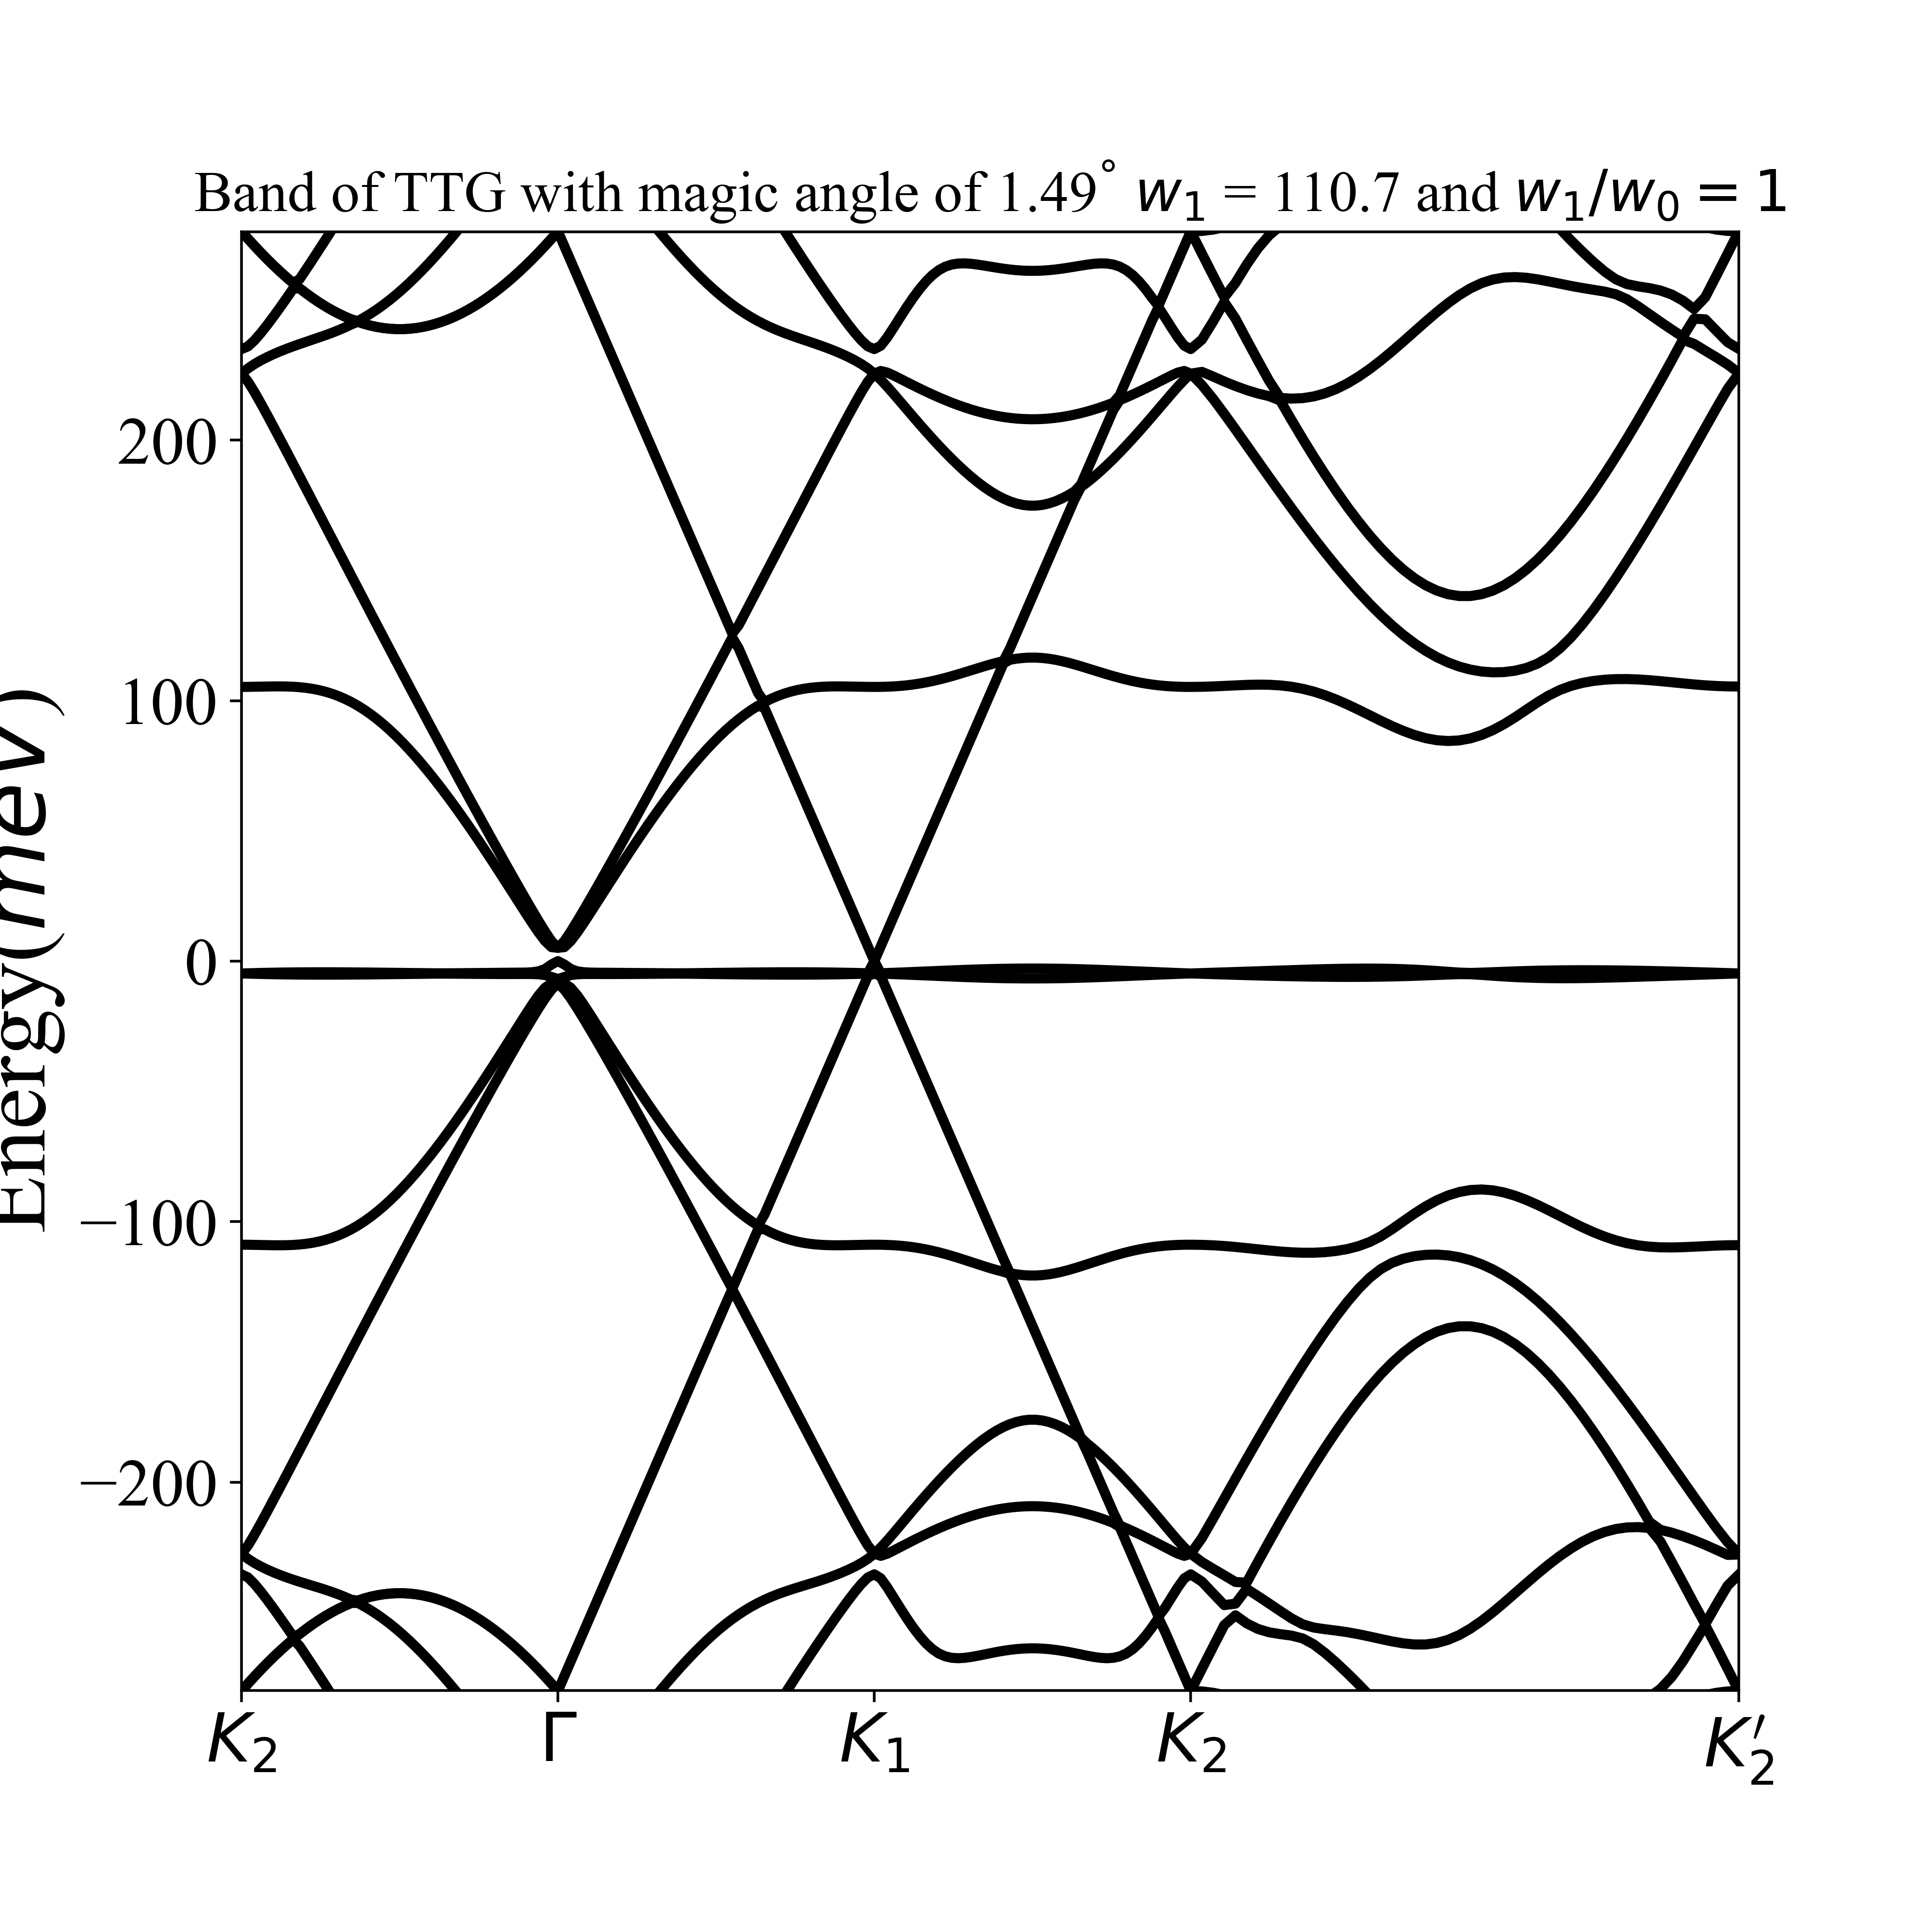 Band of TTG with magic angle of 1.49° w₁ = 110.7 and w₁/w₀ = 1
Energy(meV)
200
100
0
−100
−200
K₂ Γ K₁ K₂ K₂′